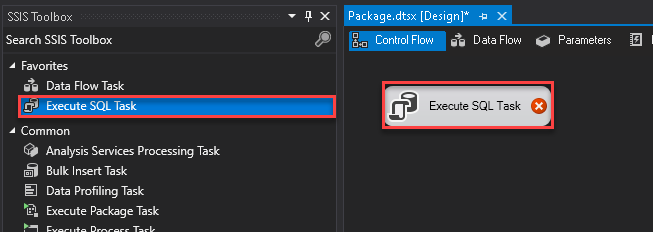 SSIS Toolbox
Search SSIS Toolbox
Favorites
Data Flow Task
Execute SQL Task
Common
Analysis Services Processing Task
Bulk Insert Task
Data Profiling Task
Execute Package Task
Execute Process Task
Package.dtsx [Design]*
Control Flow
Data Flow
Parameters
Execute SQL Task